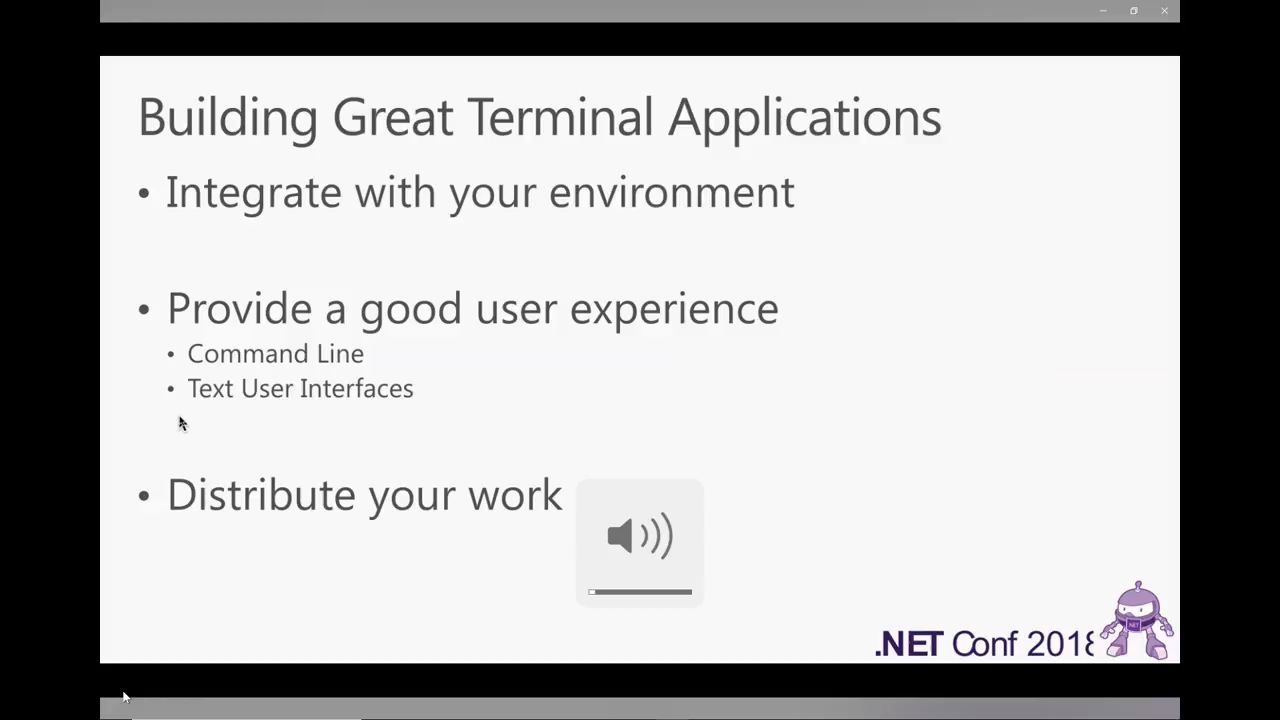 Building Great Terminal Applications
• Integrate with your environment
• Provide a good user experience
• Command Line
• Text User Interfaces
• Distribute your work
.NET Conf 2018
.NET